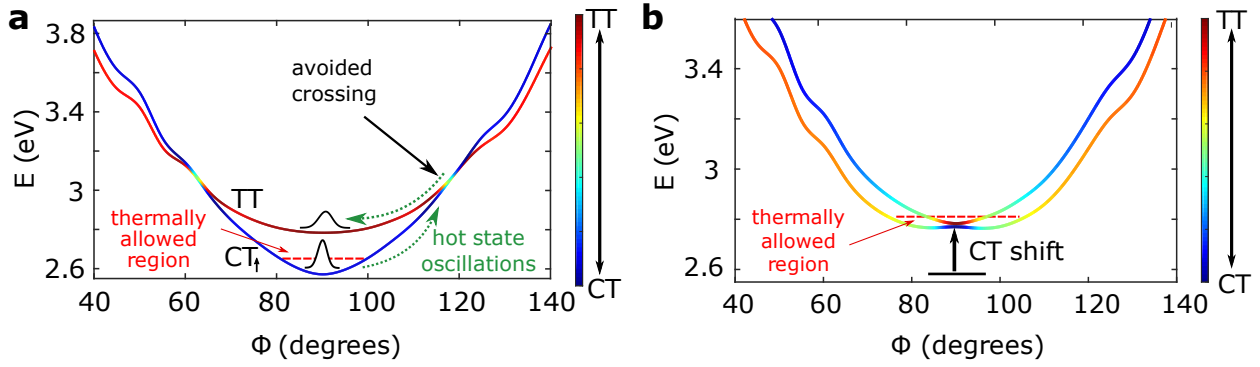 a
E (eV)
3.8
3.4
3
2.6
avoided
crossing
TT
thermally
allowed
region
CT
hot state
oscillations
40
60
80
100
120
140
Φ (degrees)
TT
CT
b
E (eV)
3.4
3
2.6
thermally
allowed
region
CT shift
40
60
80
100
120
140
Φ (degrees)
TT
CT